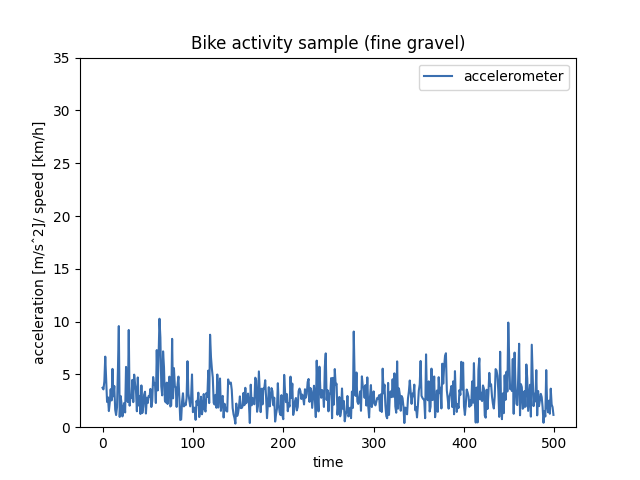 Bike activity sample (fine gravel)
accelerometer
acceleration [m/s^2]/ speed [km/h]
35
30
25
20
15
10
5
0
0 100 200 300 400 500
time